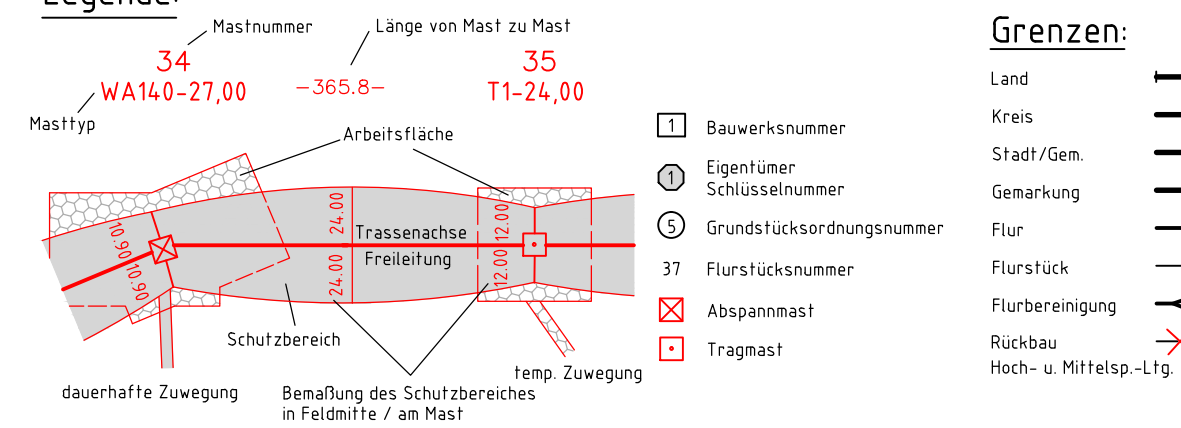 Legende:
Mastnummer
Länge von Mast zu Mast
34
WA140-27,00
-365.8-
35
T1-24,00
Masttyp
Arbeitsfläche
10.90
10.90
24.00
24.00
Trassenachse
Freileitung
12.00
12.00
Schutzbereich
dauerhafte Zuwegung
temp. Zuwegung
Bemaßung des Schutzbereiches
in Feldmitte / am Mast
1 Bauwerksnummer
1 Eigentümer
Schlüsselnummer
5 Grundstücksordnungsnummer
37 Flurstücksnummer
Abspannmast
Tragmast
Grenzen:
Land
Kreis
Stadt/Gem.
Gemarkung
Flur
Flurstück
Flurbereinigung
Rückbau
Hoch- u. Mittelsp.-Ltg.